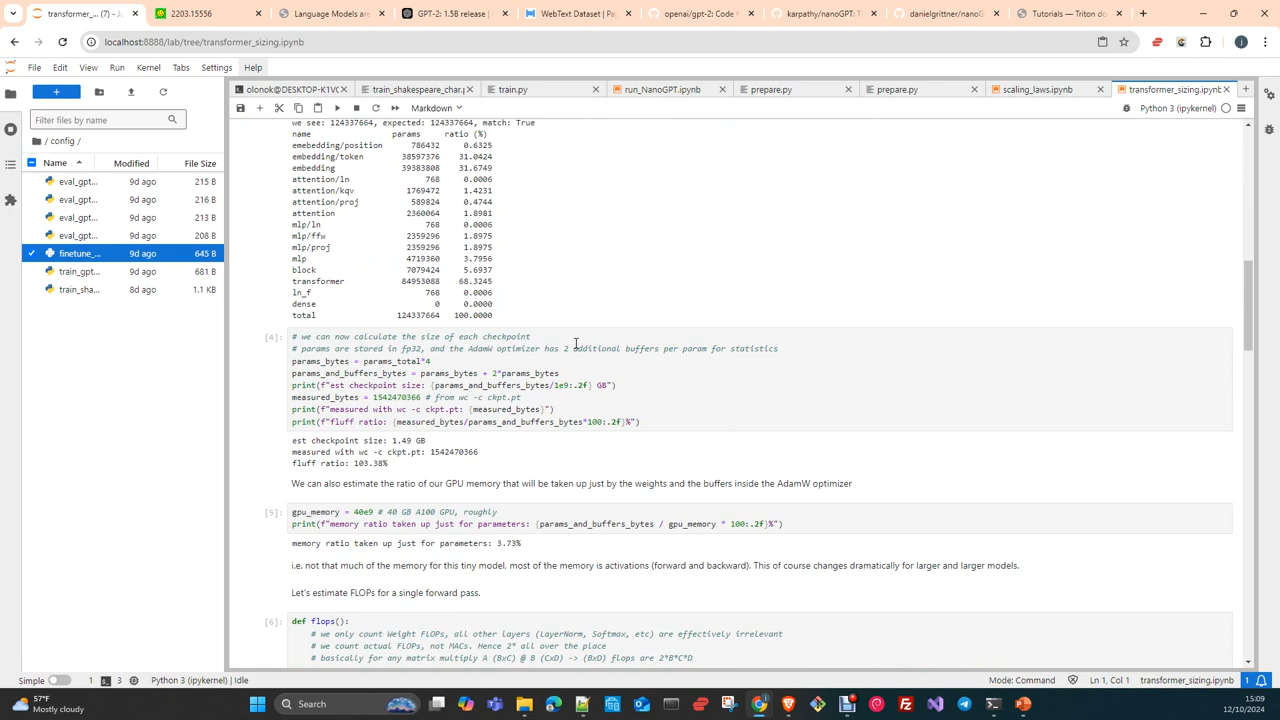 transformer_... (7) - Ju
2203.15556
Language Models are
GPT-2: 1.5B release |
WebText Dataset | Pap
openai/gpt-2: Code f
karpathy/nanoGPT: Th
danielgrittner/nanoG
Tutorials — Triton do
localhost:8888/lab/tree/transformer_sizing.ipynb
File Edit View Run Kernel Tabs Settings Help
olonok@DESKTOP-K1V
train_shakespeare_char.
train.py
run_NanoGPT.ipynb
prepare.py
prepare.py
scaling_laws.ipynb
transformer_sizing.ipynb
Markdown
Python 3 (ipykernel)
Filter files by name
/ config /
Name Modified File Size
eval_gpt... 9d ago 215 B
eval_gpt... 9d ago 216 B
eval_gpt... 9d ago 213 B
eval_gpt... 9d ago 208 B
finetune_... 9d ago 645 B
train_gpt... 9d ago 681 B
train_sha... 8d ago 1.1 KB
we see: 124337664, expected: 124337664, match: True
name params ratio (%)
emebedding/position 786432 0.6325
embedding/token 38597376 31.0424
embedding 39383808 31.6749
attention/ln 768 0.0006
attention/kqv 1769472 1.4231
attention/proj 589824 0.4744
attention 2360064 1.8981
mlp/ln 768 0.0006
mlp/ffw 2359296 1.8975
mlp/proj 2359296 1.8975
mlp 4719360 3.7956
block 7079424 5.6937
transformer 84953088 68.3245
ln_f 768 0.0006
dense 0 0.0000
total 124337664 100.0000
[4]:
# we can now calculate the size of each checkpoint
# params are stored in fp32, and the AdamW optimizer has 2 additional buffers per param for statistics
params_bytes = params_total*4
params_and_buffers_bytes = params_bytes + 2*params_bytes
print(f"est checkpoint size: {params_and_buffers_bytes/1e9:.2f} GB")
measured_bytes = 1542470366 # from wc -c ckpt.pt
print(f"measured with wc -c ckpt.pt: {measured_bytes}")
print(f"fluff ratio: {measured_bytes/params_and_buffers_bytes*100:.2f}%")
est checkpoint size: 1.49 GB
measured with wc -c ckpt.pt: 1542470366
fluff ratio: 103.38%
We can also estimate the ratio of our GPU memory that will be taken up just by the weights and the buffers inside the AdamW optimizer
[5]:
gpu_memory = 40e9 # 40 GB A100 GPU, roughly
print(f"memory ratio taken up just for parameters: {params_and_buffers_bytes / gpu_memory * 100:.2f}%")
memory ratio taken up just for parameters: 3.73%
i.e. not that much of the memory for this tiny model, most of the memory is activations (forward and backward). This of course changes dramatically for larger and larger models.
Let's estimate FLOPs for a single forward pass.
[6]:
def flops():
# we only count Weight FLOPs, all other layers (LayerNorm, Softmax, etc) are effectively irrelevant
# we count actual FLOPs, not MACs. Hence 2* all over the place
# basically for any matrix multiply A (BxC) @ B (CxD) -> (BxD) flops are 2*B*C*D
Simple 1 3 Python 3 (ipykernel) | Idle
Mode: Command Ln 1, Col 1 transformer_sizing.ipynb 1
57°F
Mostly cloudy
Search
15:09
12/10/2024